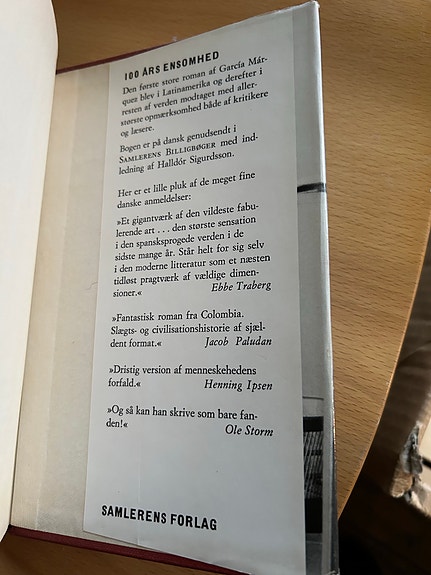 100 ÅRS ENSOMHED
Den første store roman af García Már-
quez blev i Latinamerika og derefter i
resten af verden modtaget med aller-
største opmærksomhed både af kritikere
og læsere.
Bogen er på dansk genudsendt i
SAMLERENS BILLIGBØGER med ind-
ledning af Halldór Sigurdsson.
Her er et lille pluk af de meget fine
danske anmeldelser:
»Et gigantværk af den vildeste fabu-
lerende art . . . den største sensation
i den spansksprogede verden i de
sidste mange år. Står helt for sig selv
i den moderne litteratur som et næsten
tidløst pragtværk af vældige dimen-
sioner.« Ebbe Traberg
»Fantastisk roman fra Colombia.
Slægts- og civilisationshistorie af sjæl-
dent format.« Jacob Paludan
»Dristig version af menneskehedens
forfald.« Henning Ipsen
»Og så kan han skrive som bare fan-
den!« Ole Storm
SAMLERENS FORLAG